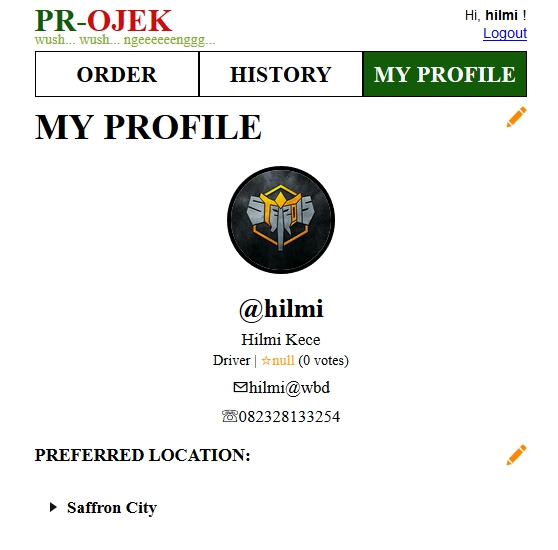 PR-OJEK
wush... wush... ngeeeeeenggg...
Hi, hilmi !
Logout
ORDER HISTORY MY PROFILE
MY PROFILE
@hilmi
Hilmi Kece
Driver | ☆null (0 votes)
hilmi@wbd
☏082328133254
PREFERRED LOCATION:
Saffron City